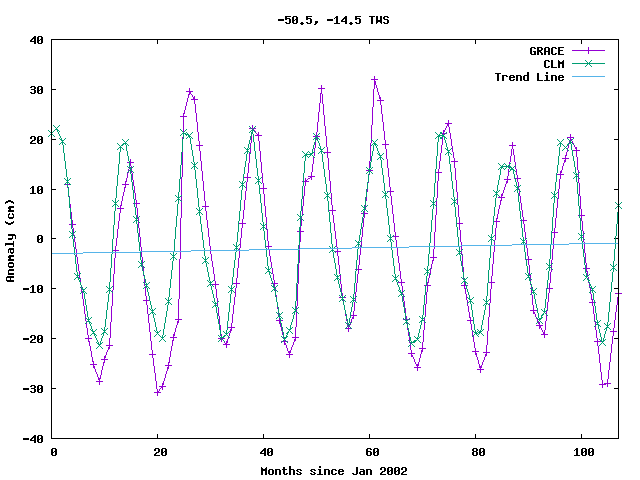 -50.5, -14.5 TWS
GRACE
CLM
Trend Line
40
30
20
10
0
-10
-20
-30
-40
Anomaly (cm)
0 20 40 60 80 100
Months since Jan 2002